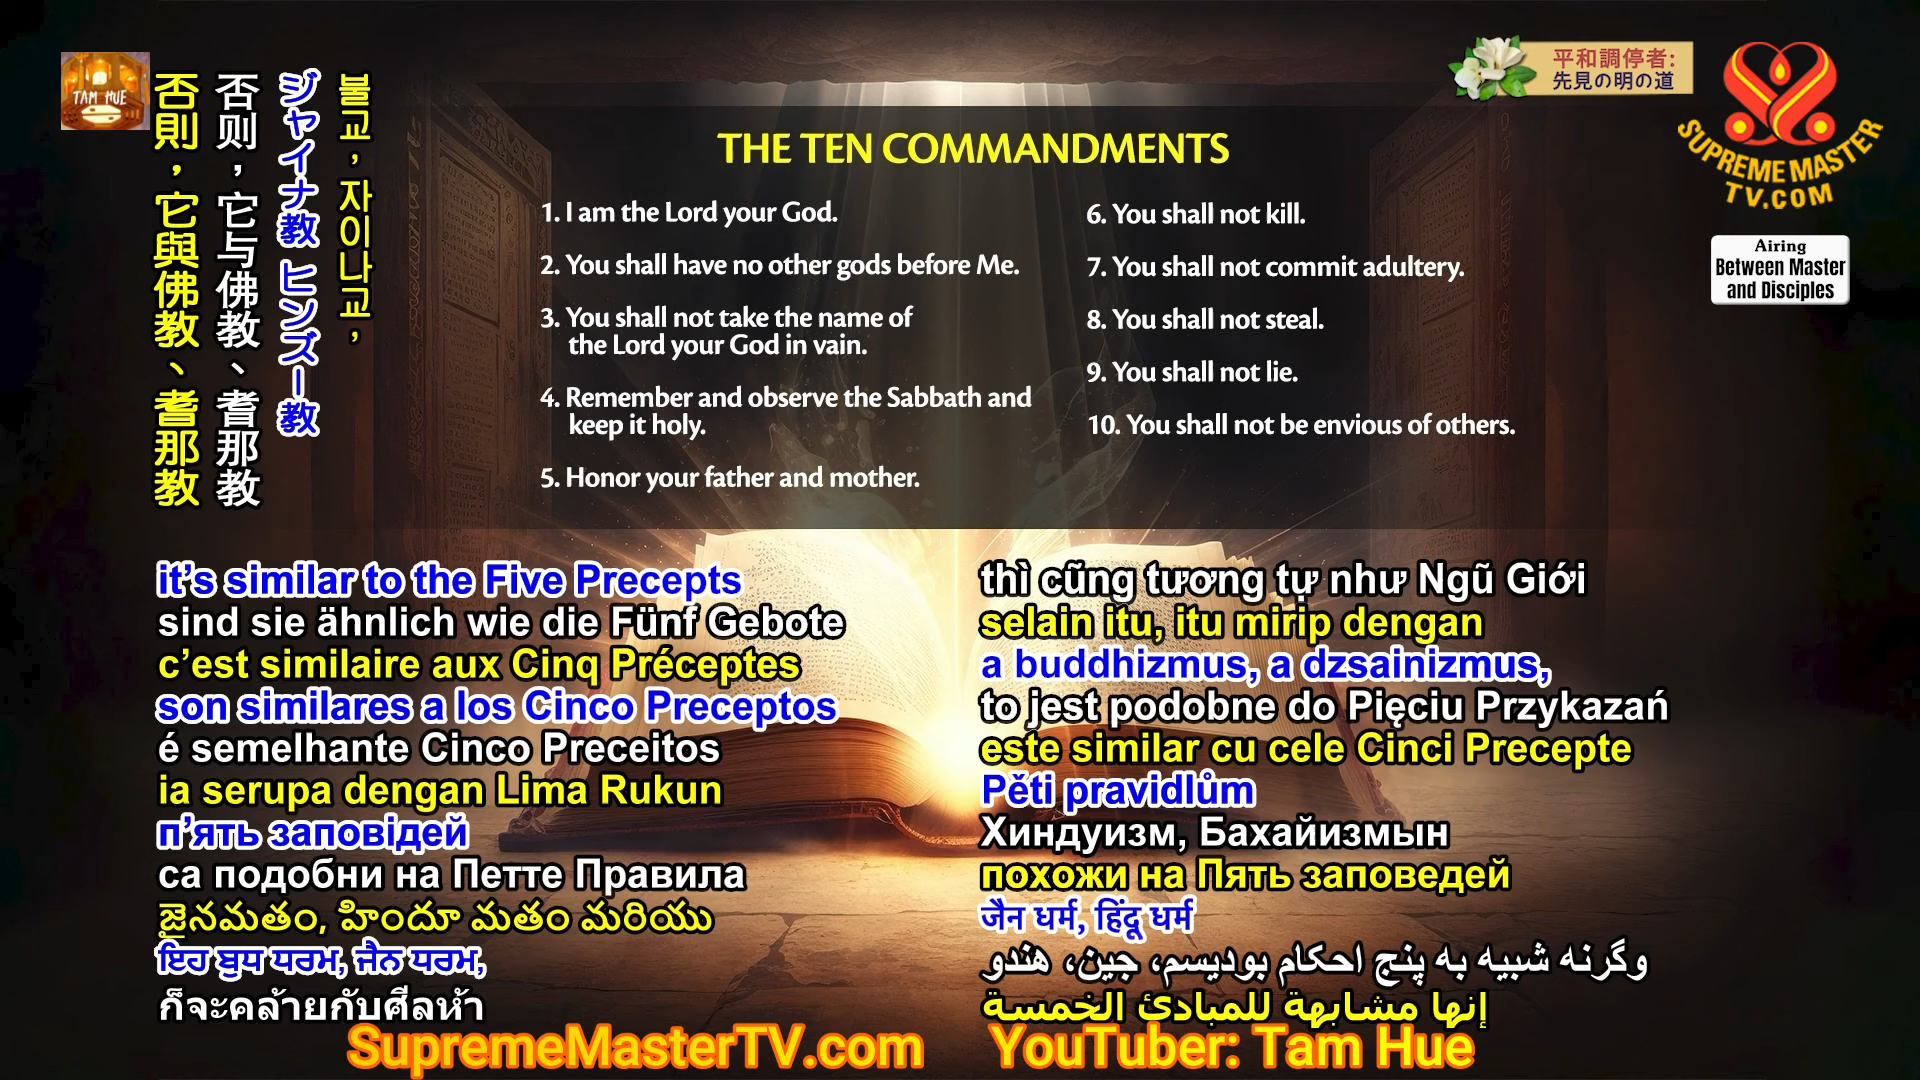 TAM HUE
否則，它與佛教、耆那教
否则，它与佛教、耆那教
ジャイナ教 ヒンズー教
불교, 자이나교,
平和調停者:
先見の明の道
SUPREME MASTER
TV.COM
Airing
Between Master
and Disciples
THE TEN COMMANDMENTS
1. I am the Lord your God.
2. You shall have no other gods before Me.
3. You shall not take the name of
the Lord your God in vain.
4. Remember and observe the Sabbath and
keep it holy.
5. Honor your father and mother.
6. You shall not kill.
7. You shall not commit adultery.
8. You shall not steal.
9. You shall not lie.
10. You shall not be envious of others.
it's similar to the Five Precepts
sind sie ähnlich wie die Fünf Gebote
c'est similaire aux Cinq Préceptes
son similares a los Cinco Preceptos
é semelhante Cinco Preceitos
ia serupa dengan Lima Rukun
п'ять заповідей
са подобни на Петте Правила
జైనమతం, హిందూ మతం మరియు
ਇਹ ਬੁਧ ਧਰਮ, ਜੈਨ ਧਰਮ,
ก็จะคล้ายกับศีลห้า
thì cũng tương tự như Ngũ Giới
selain itu, itu mirip dengan
a buddhizmus, a dzsainizmus,
to jest podobne do Pięciu Przykazań
este similar cu cele Cinci Precepte
Pěti pravidlům
Хиндуизм, Бахайизмын
похожи на Пять заповедей
जैन धर्म, हिंदू धर्म
وگرنه شبیه به پنج احکام بودیسم، جین، هندو
إنها مشابهة للمبادئ الخمسة
SupremeMasterTV.com
YouTuber: Tam Hue